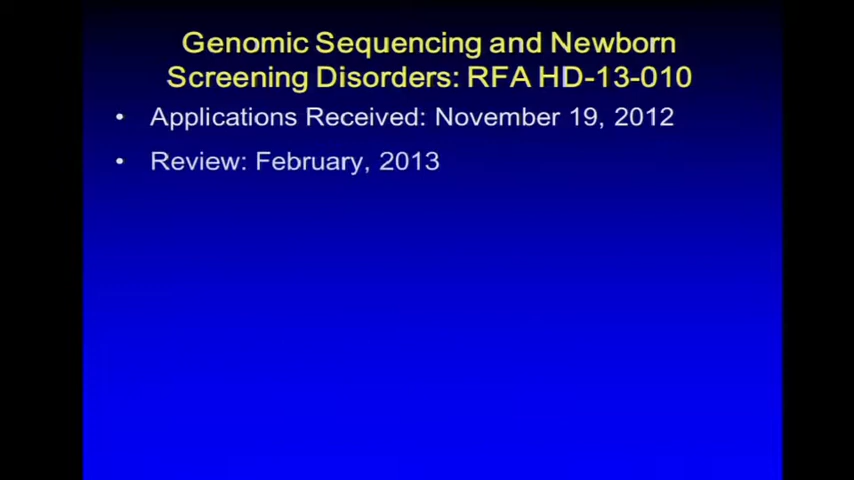 Genomic Sequencing and Newborn
Screening Disorders: RFA HD-13-010
• Applications Received: November 19, 2012
• Review: February, 2013